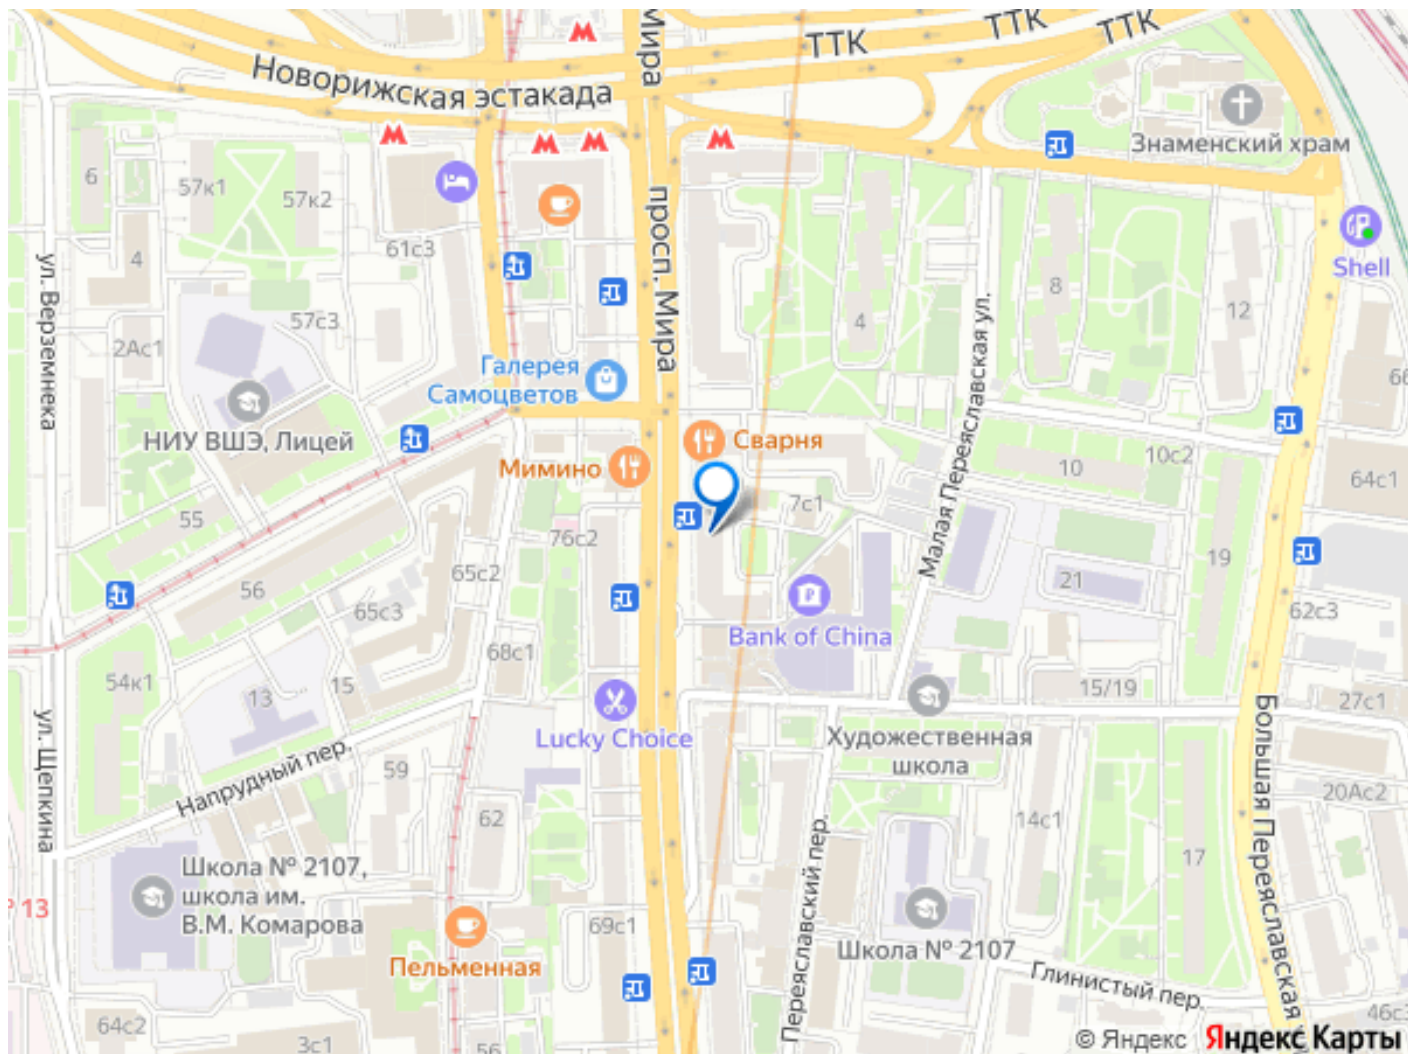 Мира
ТТК
ТТК
ТТК
Новорижская эстакада
Знаменский храм
6
57к1
57к2
61с3
4
просп. Мира
Shell
ул. Верземнека
57с3
2Ас1
4
8
12
Малая Переяславская ул.
Галерея
Самоцветов
66
НИУ ВШЭ, Лицей
Мимино
Сварня
10
10с2
64с1
55
76с2
7с1
56
65с2
65с3
19
21
62с3
Bank of China
54к1
13
15
68с1
15/19
27с1
ул. Щепкина
Напрудный пер.
Lucky Choice
Художественная
школа
Большая Переяславская
59
62
14с1
20Ас2
17
Школа № 2107,
школа им.
В.М. Комарова
Р 13
Переяславский пер.
69с1
Пельменная
Школа № 2107
Глинистый пер.
64с2
3с1
56
46с3
© Яндекс Яндекс Карты